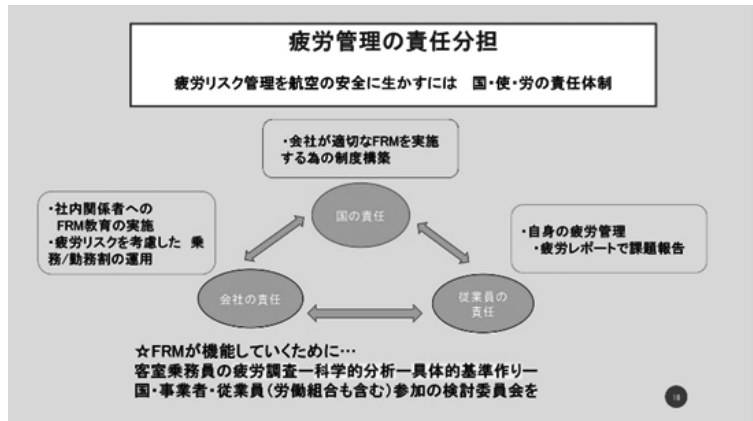 疲労管理の責任分担
疲労リスク管理を航空の安全に生かすには　国・使・労の責任体制
・会社が適切なFRMを実施
する為の制度構築
国の責任
・社内関係者への
FRM教育の実施
・疲労リスクを考慮した　乗
務/勤務割の運用
・自身の疲労管理
・疲労レポートで課題報告
会社の責任
従業員の
責任
☆FRMが機能していくために…
客室乗務員の疲労調査ー科学的分析ー具体的基準作りー
国・事業者・従業員(労働組合も含む)参加の検討委員会を
18